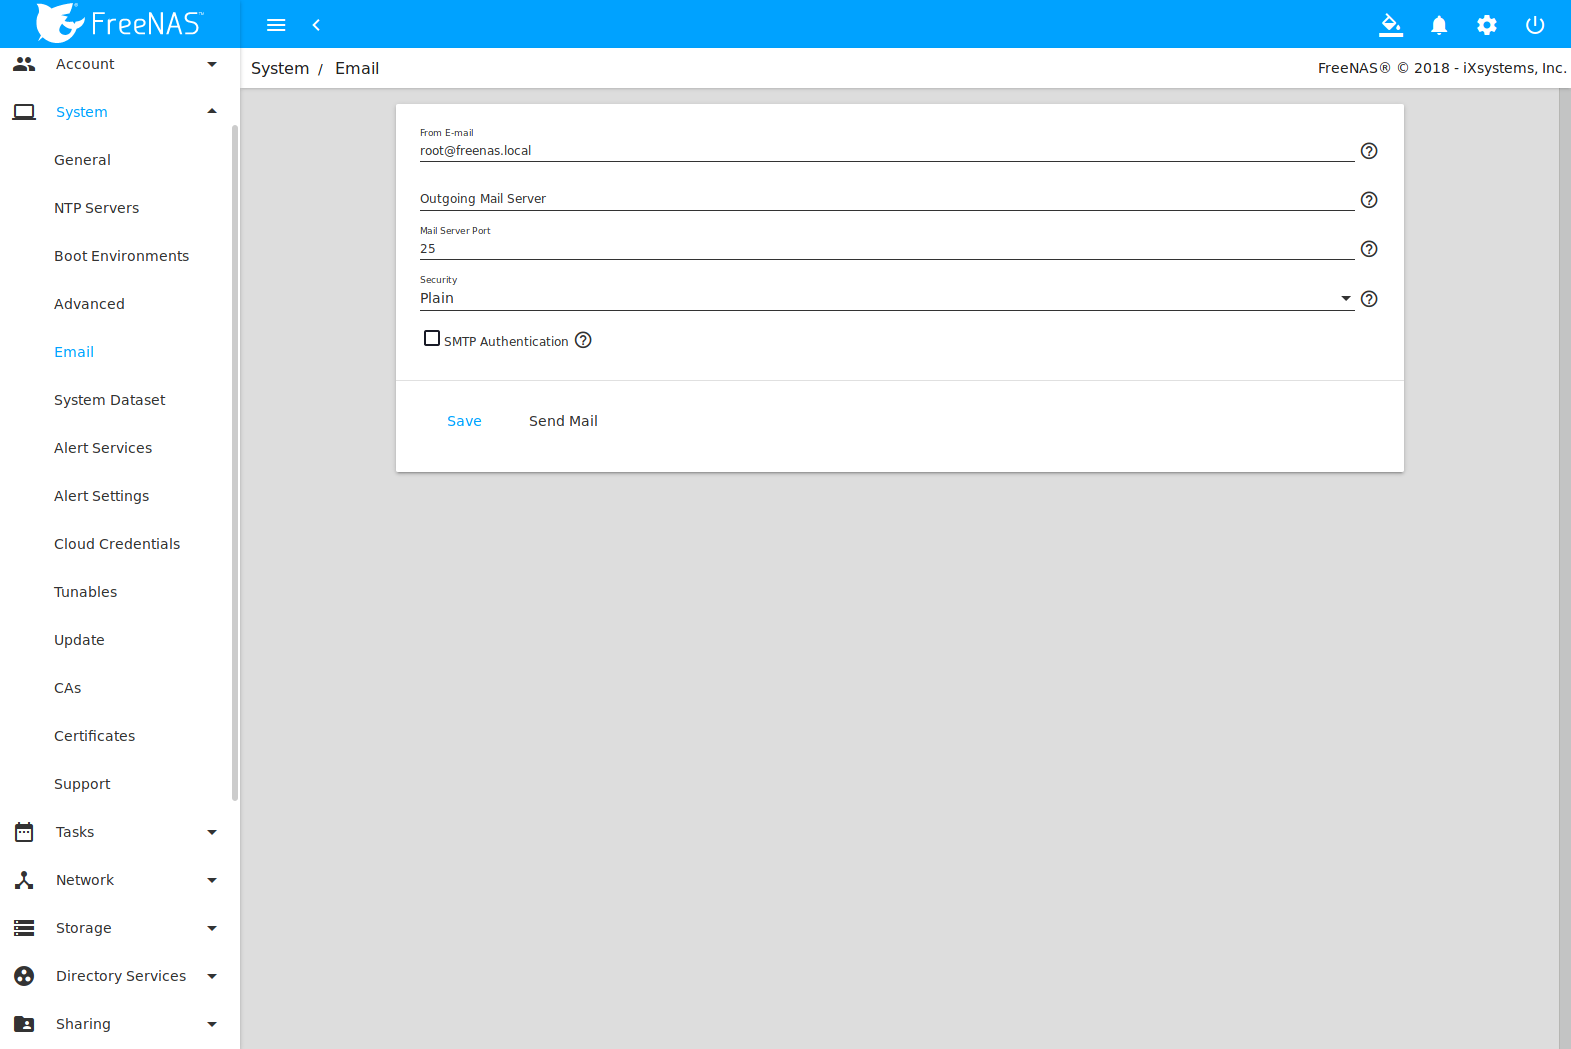 FreeNAS™
Account
System
General
NTP Servers
Boot Environments
Advanced
Email
System Dataset
Alert Services
Alert Settings
Cloud Credentials
Tunables
Update
CAs
Certificates
Support
Tasks
Network
Storage
Directory Services
Sharing
System / Email
FreeNAS® © 2018 - iXsystems, Inc.
From E-mail
root@freenas.local
Outgoing Mail Server
Mail Server Port
25
Security
Plain
SMTP Authentication
Save Send Mail